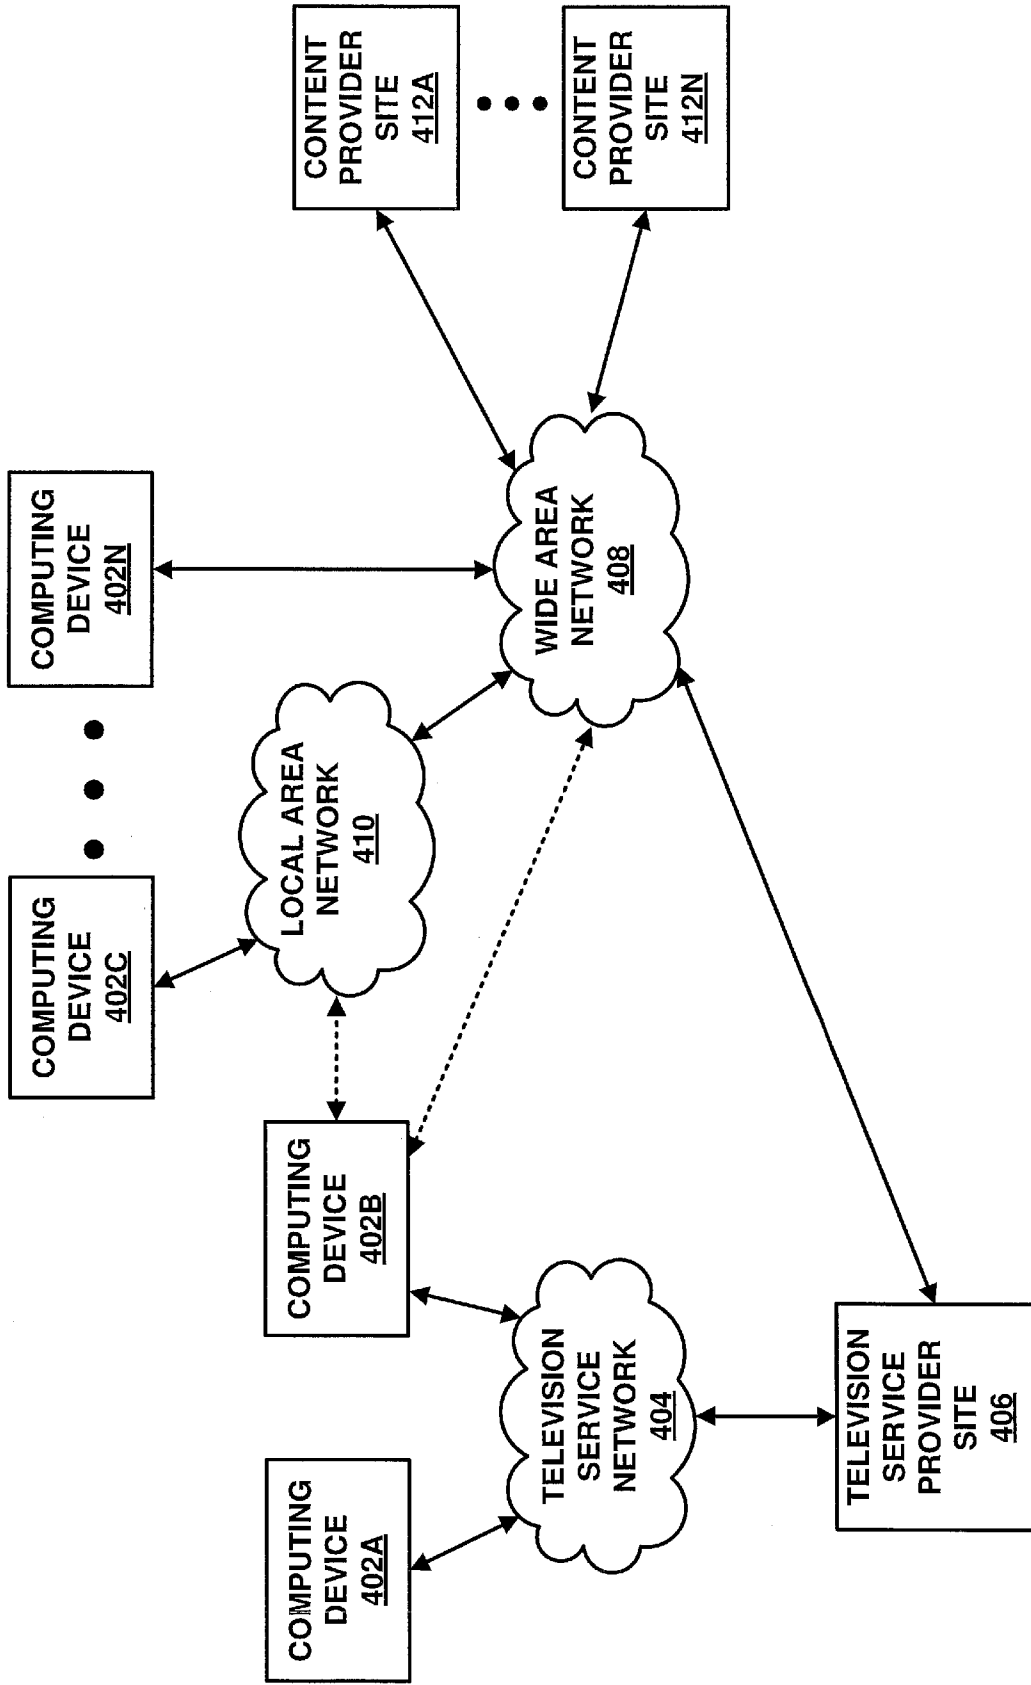 COMPUTING
DEVICE
402C
COMPUTING
DEVICE
402N
COMPUTING
DEVICE
402A
COMPUTING
DEVICE
402B
LOCAL AREA
NETWORK
410
CONTENT
PROVIDER
SITE
412A
TELEVISION
SERVICE
NETWORK
404
WIDE AREA
NETWORK
408
CONTENT
PROVIDER
SITE
412N
TELEVISION
SERVICE
PROVIDER
SITE
406